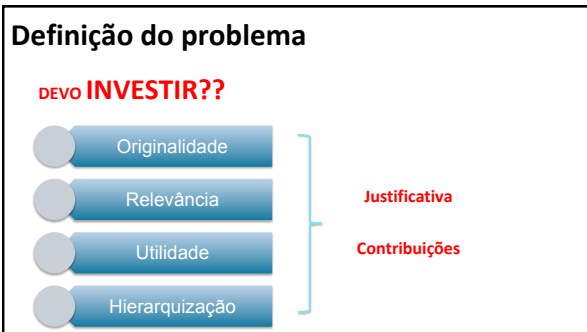 Definição do problema
DEVO INVESTIR??
Originalidade
Relevância
Utilidade
Hierarquização
Justificativa
Contribuições